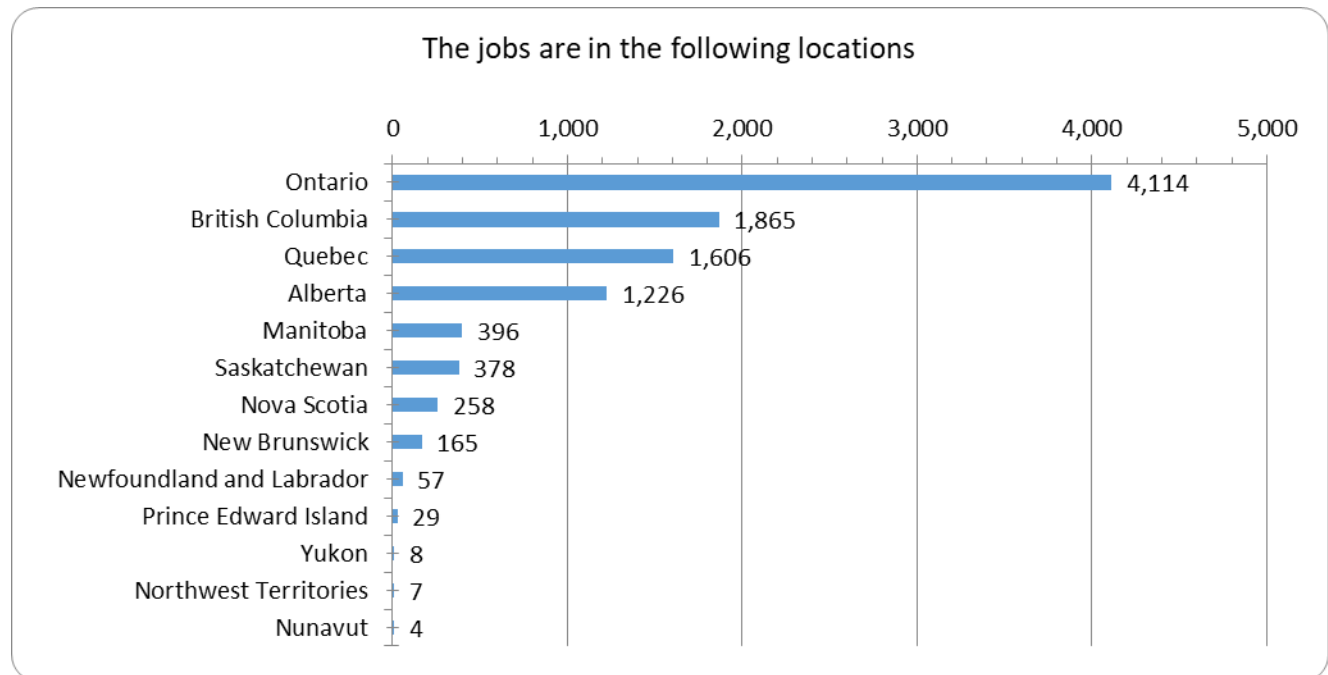 The jobs are in the following locations
0 1,000 2,000 3,000 4,000 5,000
Ontario 4,114
British Columbia 1,865
Quebec 1,606
Alberta 1,226
Manitoba 396
Saskatchewan 378
Nova Scotia 258
New Brunswick 165
Newfoundland and Labrador 57
Prince Edward Island 29
Yukon 8
Northwest Territories 7
Nunavut 4